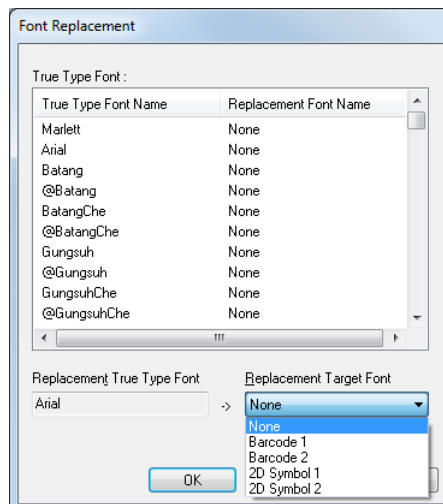 Font Replacement
True Type Font :
True Type Font Name Replacement Font Name
Marlett None
Arial None
Batang None
@Batang None
BatangChe None
@BatangChe None
Gungsuh None
@Gungsuh None
GungsuhChe None
@GungsuhChe None
Replacement True Type Font Replacement Target Font
Arial -> None
None
Barcode 1
Barcode 2
2D Symbol 1
OK 2D Symbol 2